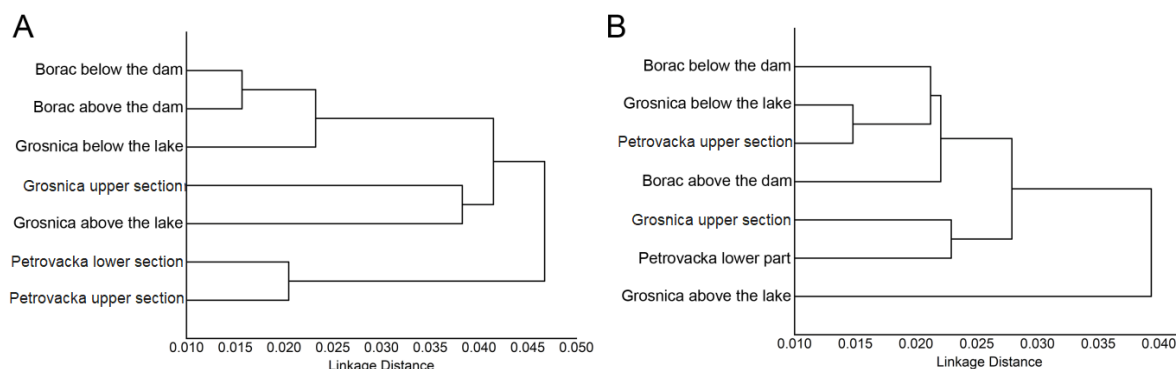 A
Borac below the dam
Borac above the dam
Grosnica below the lake
Grosnica upper section
Grosnica above the lake
Petrovacka lower section
Petrovacka upper section
0.010 0.015 0.020 0.025 0.030 0.035 0.040 0.045 0.050
Linkage Distance
B
Borac below the dam
Grosnica below the lake
Petrovacka upper section
Borac above the dam
Grosnica upper section
Petrovacka lower part
Grosnica above the lake
0.010 0.015 0.020 0.025 0.030 0.035 0.040
Linkage Distance